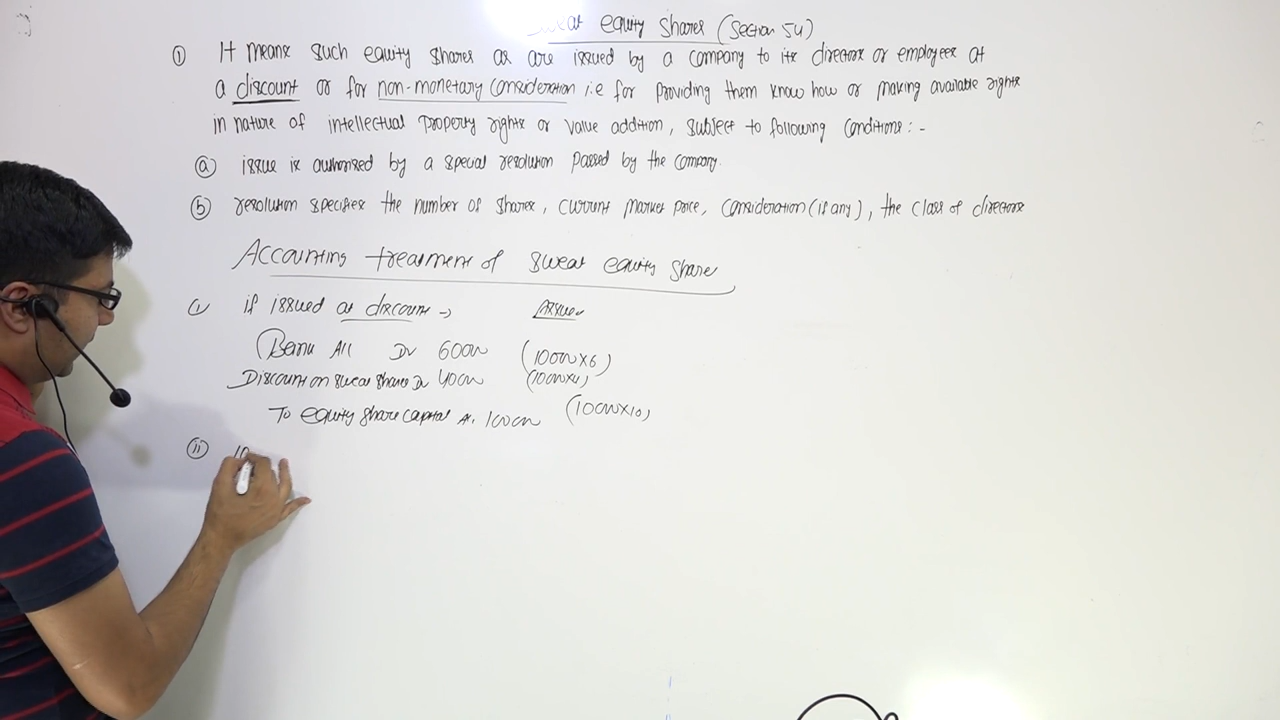 equity shares (Section 54)
① It means such equity shares as are issued by a company to its directors or employees at
a discount or for non-monetary consideration i.e for providing them know how or making available rights
in nature of intellectual property rights or value addition, subject to following conditions :-
ⓐ issue is authorised by a special resolution passed by the company.
ⓑ resolution specifies the number of shares, current market price, consideration (if any), the class of directors
Accounting treatment of sweat equity share
i if issued at discount → Assume
Bank A/c Dr 6000 (1000x6)
Discount on sweat shares Dr 4000 (1000x4)
To equity share capital A/c 10000 (1000x10)
ⓘⓘ